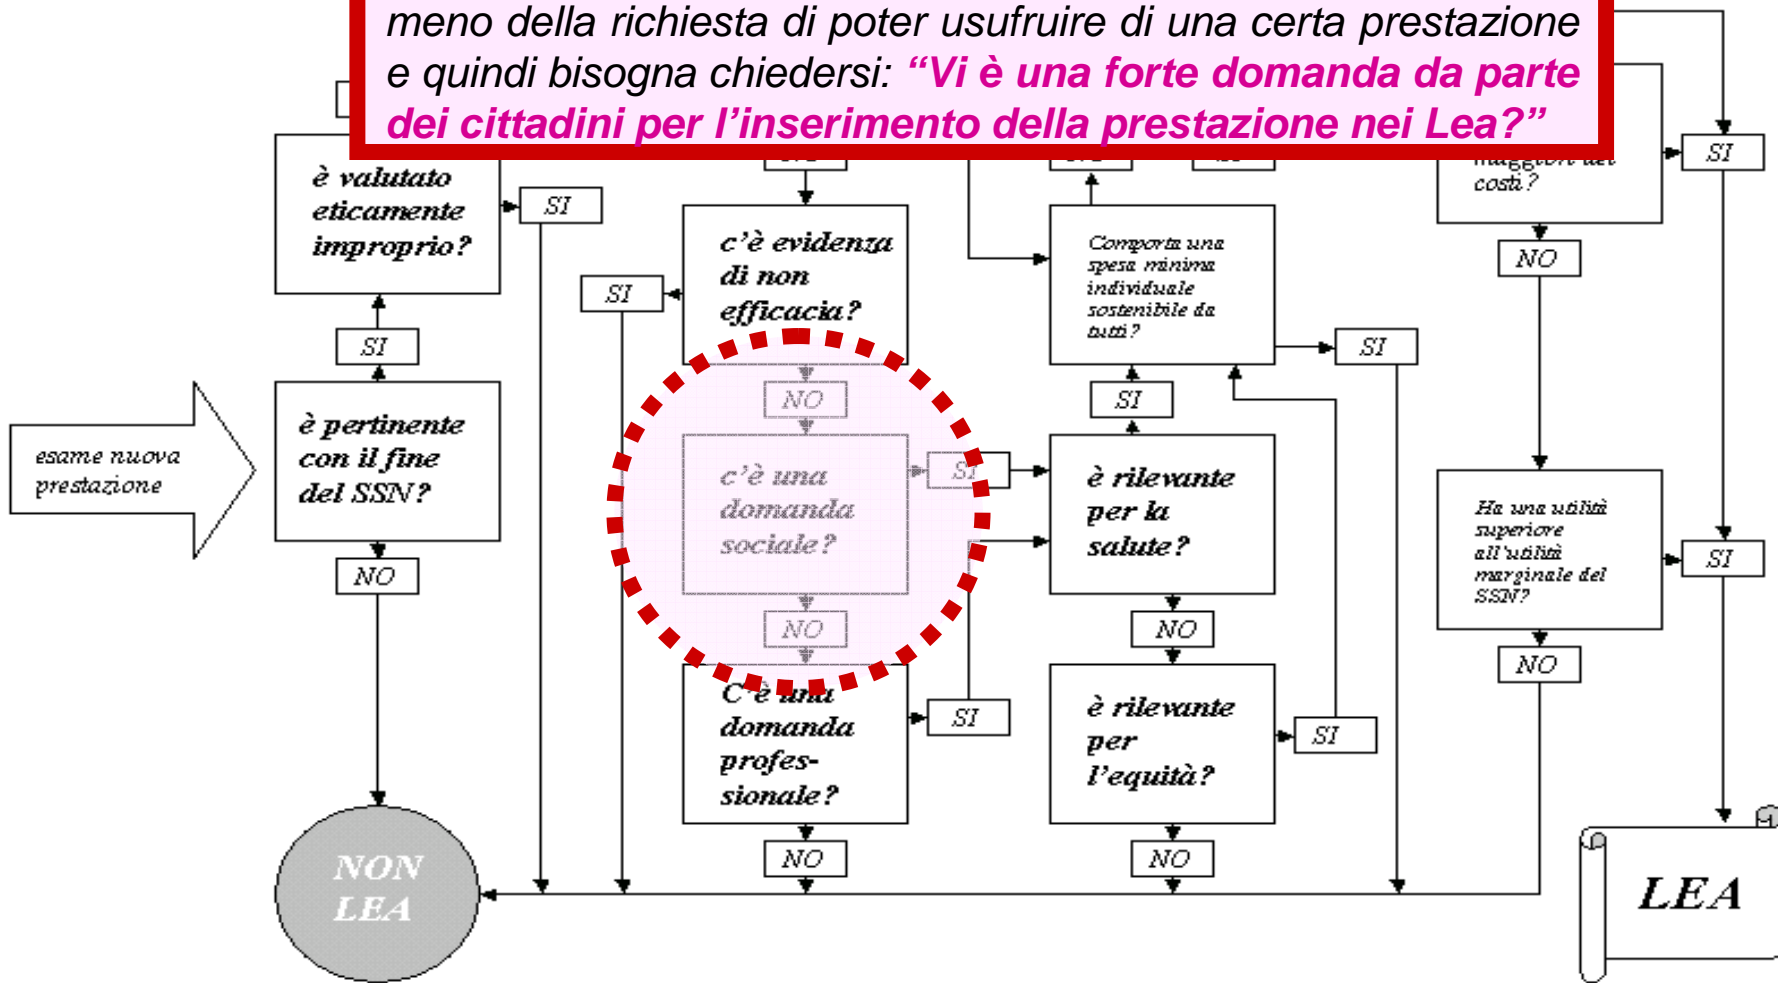 meno della richiesta di poter usufruire di una certa prestazione
e quindi bisogna chiedersi: “Vi è una forte domanda da parte
dei cittadini per l’inserimento della prestazione nei Lea?”
esame nuova
prestazione
è valutato
eticamente
improprio?
SI
SI
è pertinente
con il fine
del SSN?
NO
NON
LEA
c’è evidenza
di non
efficacia?
SI
NO
c’è una
domanda
sociale?
SI
NO
C’è una
domanda
profes-
sionale?
SI
NO
Comporta una
spesa minima
individuale
sostenibile da
tutti?
SI
SI
è rilevante
per la
salute?
NO
è rilevante
per
l’equità?
SI
NO
maggiori dei
costi?
SI
NO
Ha una utilità
superiore
all’utilità
marginale del
SSN?
SI
NO
LEA